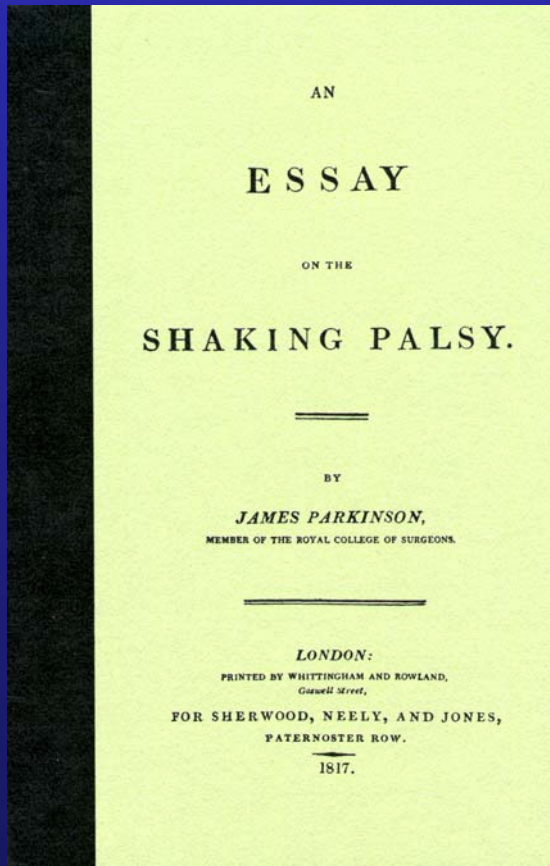 AN
ESSAY
ON THE
SHAKING PALSY.
BY
JAMES PARKINSON,
MEMBER OF THE ROYAL COLLEGE OF SURGEONS.
LONDON:
PRINTED BY WHITTINGHAM AND ROWLAND,
Goswell Street,
FOR SHERWOOD, NEELY, AND JONES,
PATERNOSTER ROW.
1817.